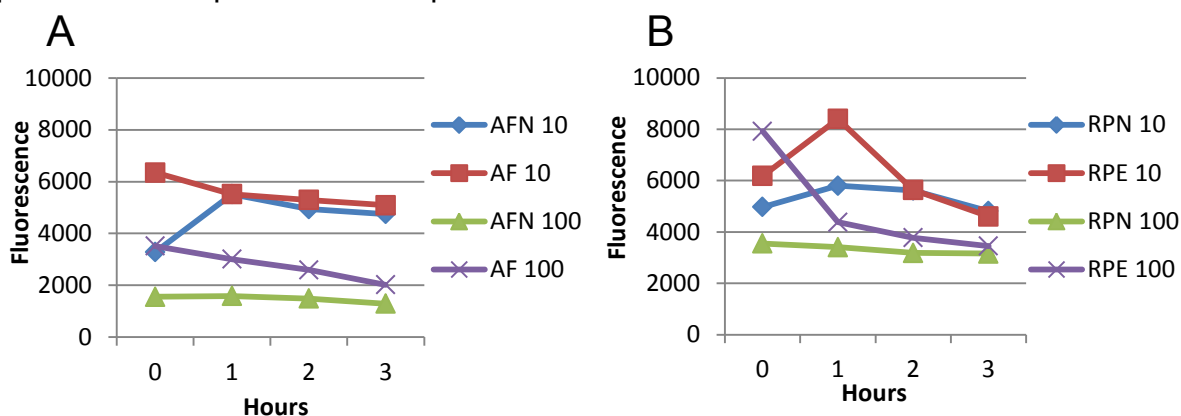 A
10000
8000
6000
4000
2000
0
Fluorescence
0 1 2 3
Hours
AFN 10
AF 10
AFN 100
AF 100
B
10000
8000
6000
4000
2000
0
Fluorescence
0 1 2 3
Hours
RPN 10
RPE 10
RPN 100
RPE 100